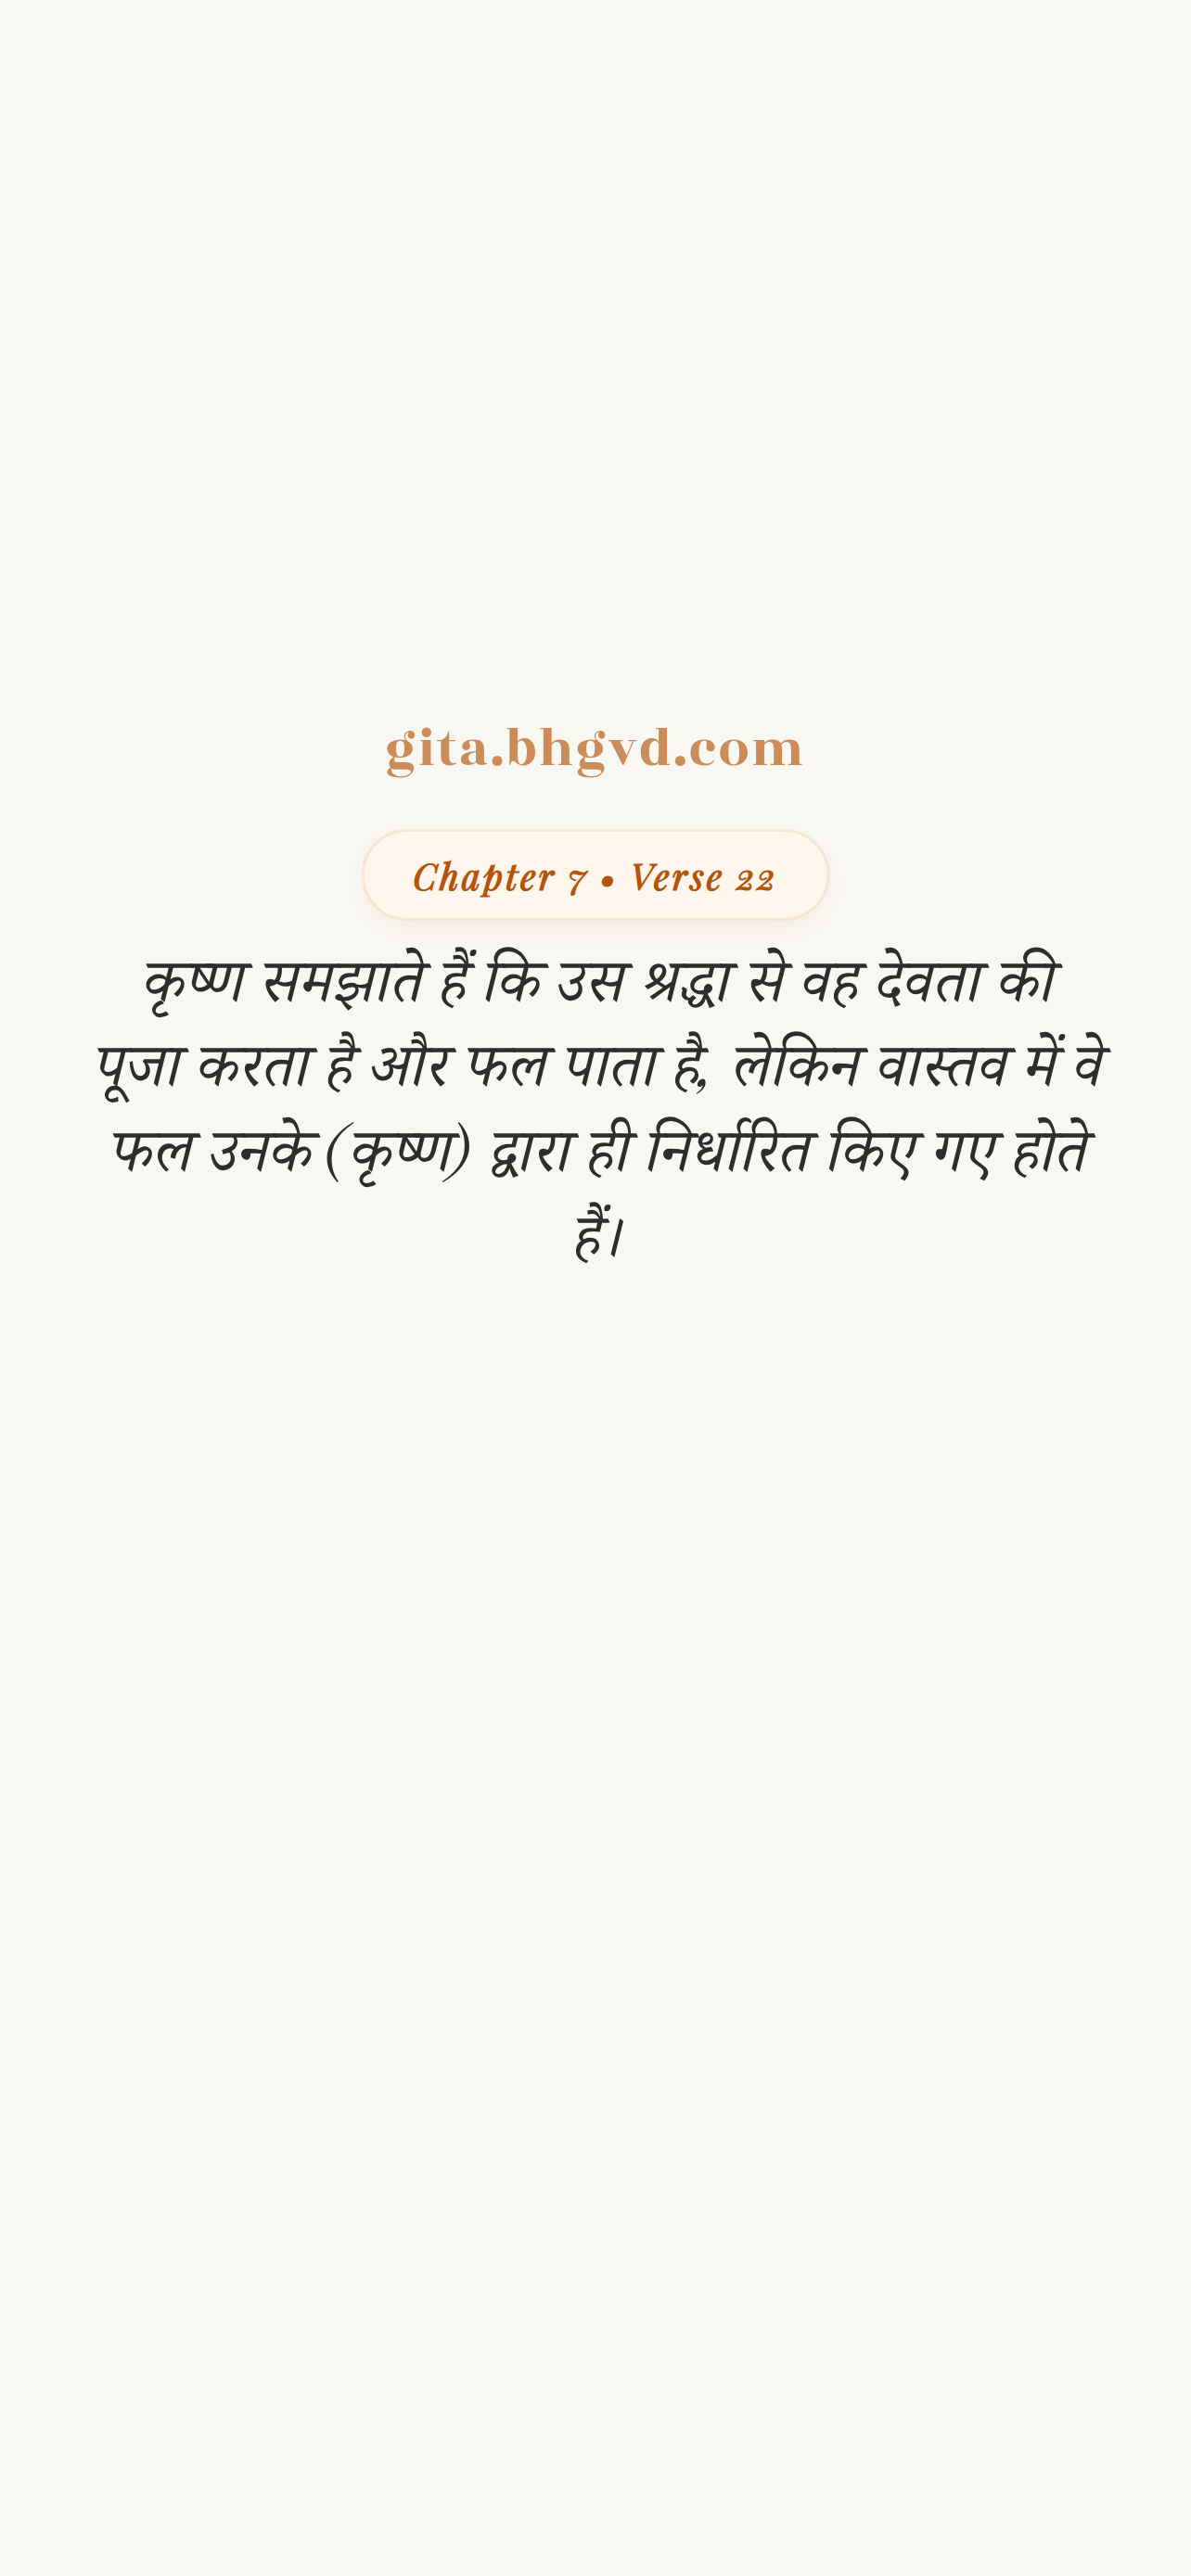 gita.bhgvd.com
Chapter 7 • Verse 22
कृष्ण समझाते हैं कि उस श्रद्धा से वह देवता की
पूजा करता है और फल पाता है, लेकिन वास्तव में वे
फल उनके (कृष्ण) द्वारा ही निर्धारित किए गए होते
हैं।